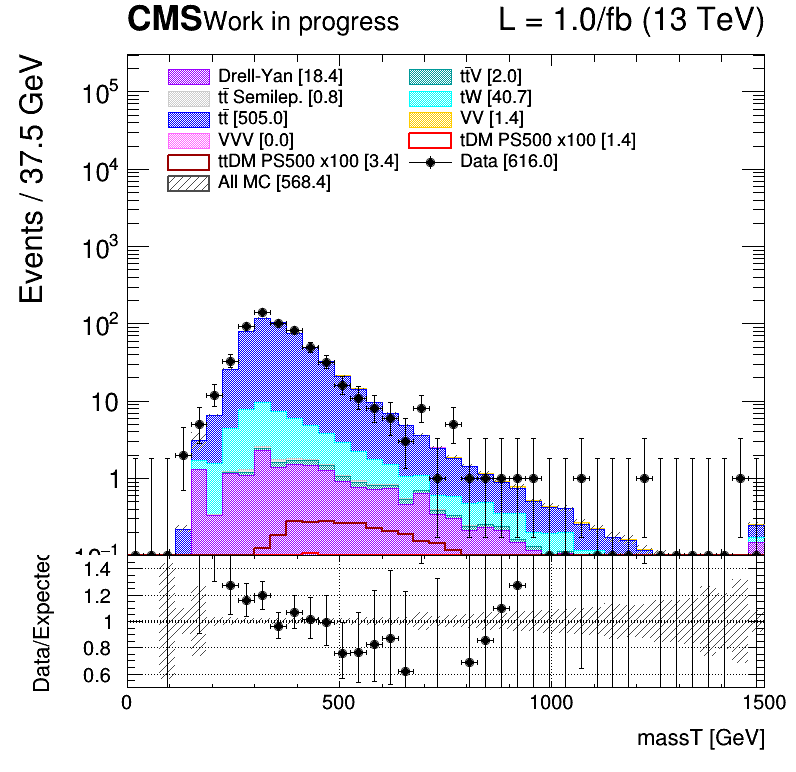 CMS Work in progress L = 1.0/fb (13 TeV)
Drell-Yan [18.4] tt̄V [2.0]
tt̄ Semilep. [0.8] tW [40.7]
tt̄ [505.0] VV [1.4]
VVV [0.0] tDM PS500 x100 [1.4]
ttDM PS500 x100 [3.4] Data [616.0]
All MC [568.4]
Events / 37.5 GeV
10⁵
10⁴
10³
10²
10
1
10⁻¹
Data/Expected
1.4
1.2
1
0.8
0.6
0 500 1000 1500
massT [GeV]